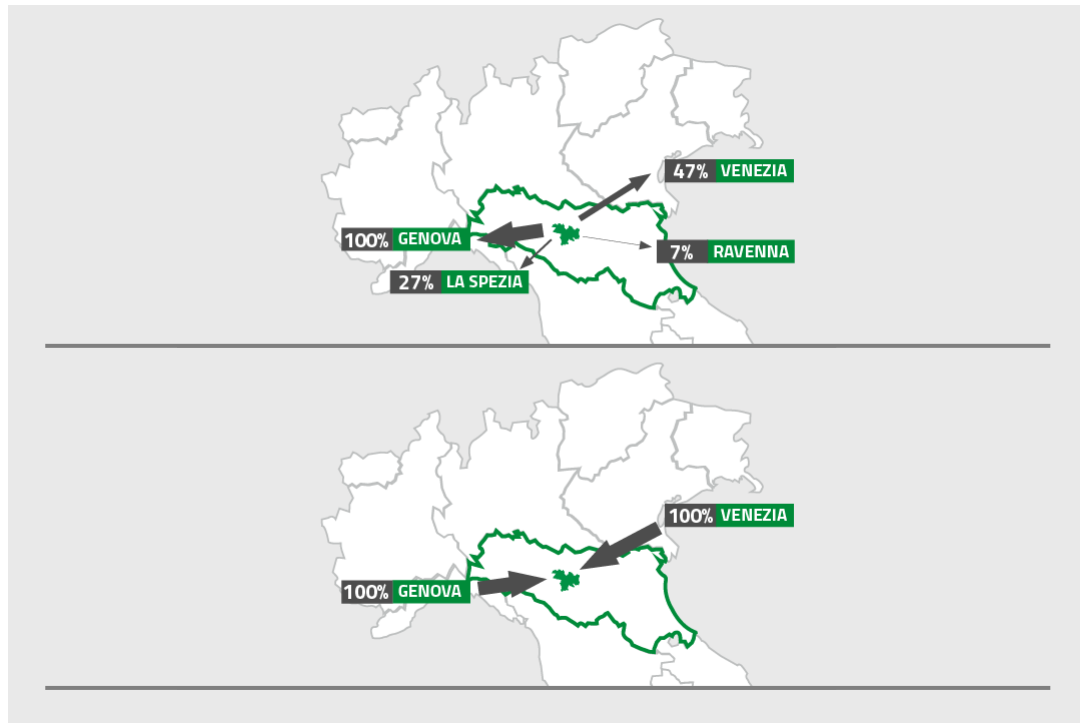 47% VENEZIA
100% GENOVA
7% RAVENNA
27% LA SPEZIA
100% VENEZIA
100% GENOVA